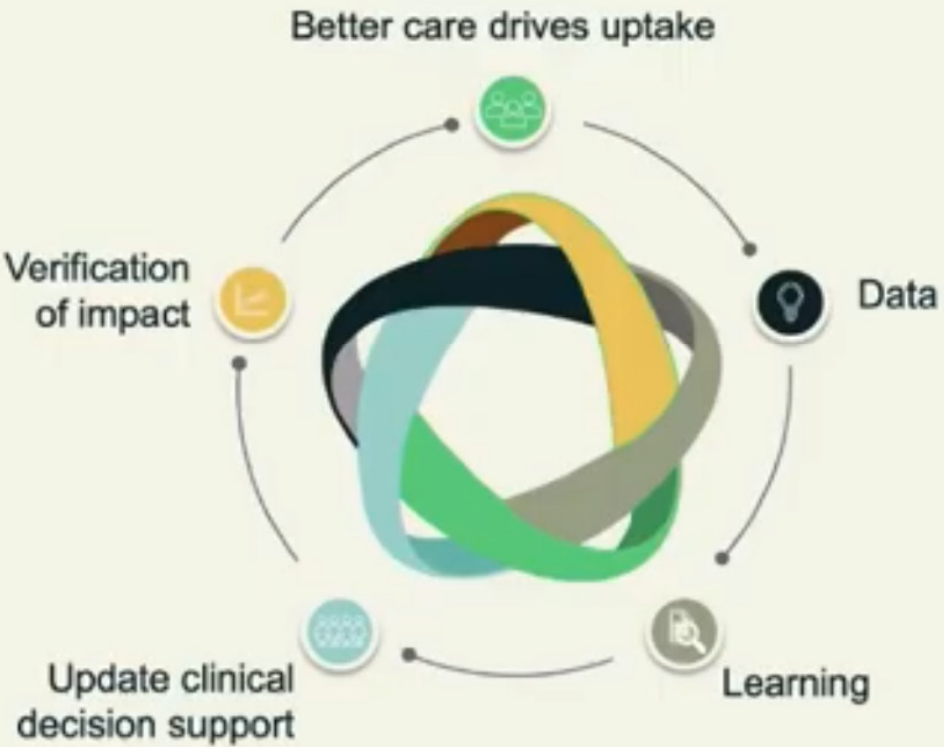 Better care drives uptake
Data
Learning
Update clinical
decision support
Verification
of impact